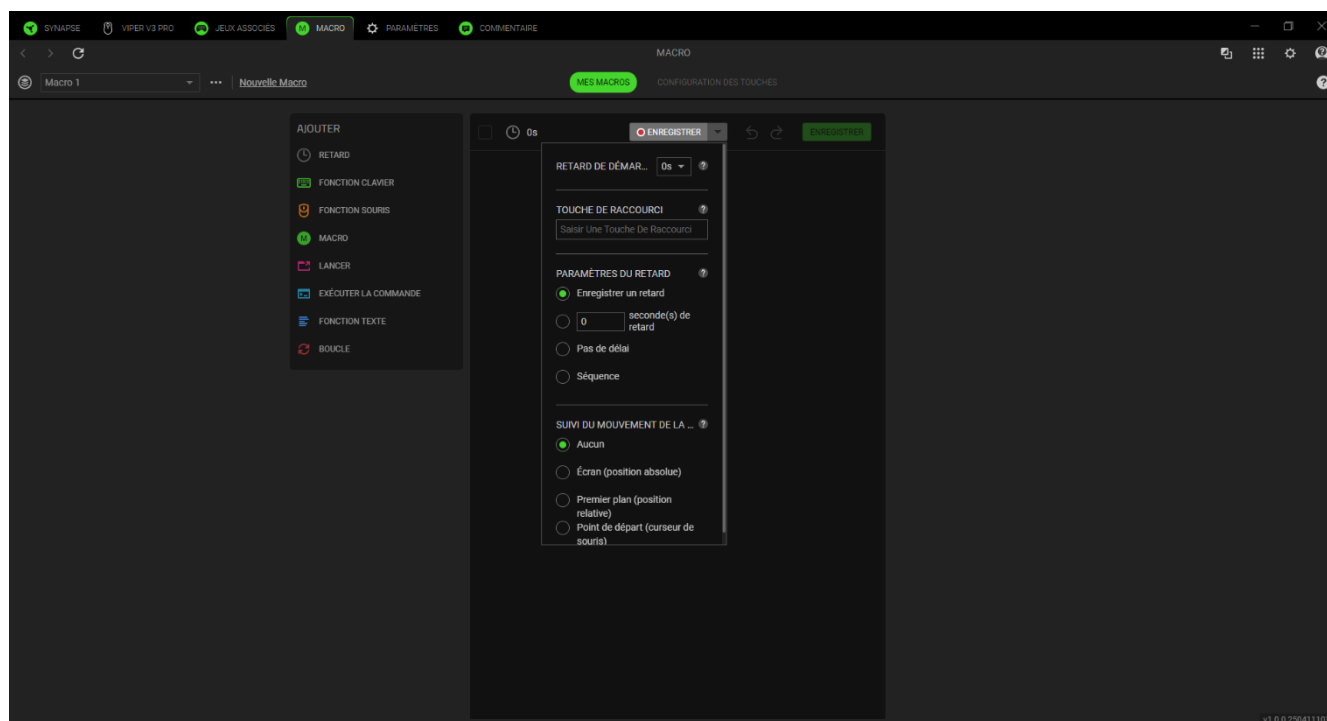 SYNAPSE VIPER V3 PRO JEUX ASSOCIÉS M MACRO PARAMÈTRES COMMENTAIRE
MACRO
Macro 1 Nouvelle Macro MES MACROS CONFIGURATION DES TOUCHES
AJOUTER
RETARD
FONCTION CLAVIER
FONCTION SOURIS
M MACRO
LANCER
EXÉCUTER LA COMMANDE
FONCTION TEXTE
BOUCLE
0s ENREGISTRER ENREGISTRER
RETARD DE DÉMAR... 0s
TOUCHE DE RACCOURCI
Saisir Une Touche De Raccourci
PARAMÈTRES DU RETARD
Enregistrer un retard
0 seconde(s) de
retard
Pas de délai
Séquence
SUIVI DU MOUVEMENT DE LA ...
Aucun
Écran (position absolue)
Premier plan (position
relative)
Point de départ (curseur de
souris)
v1.0.0.25041110